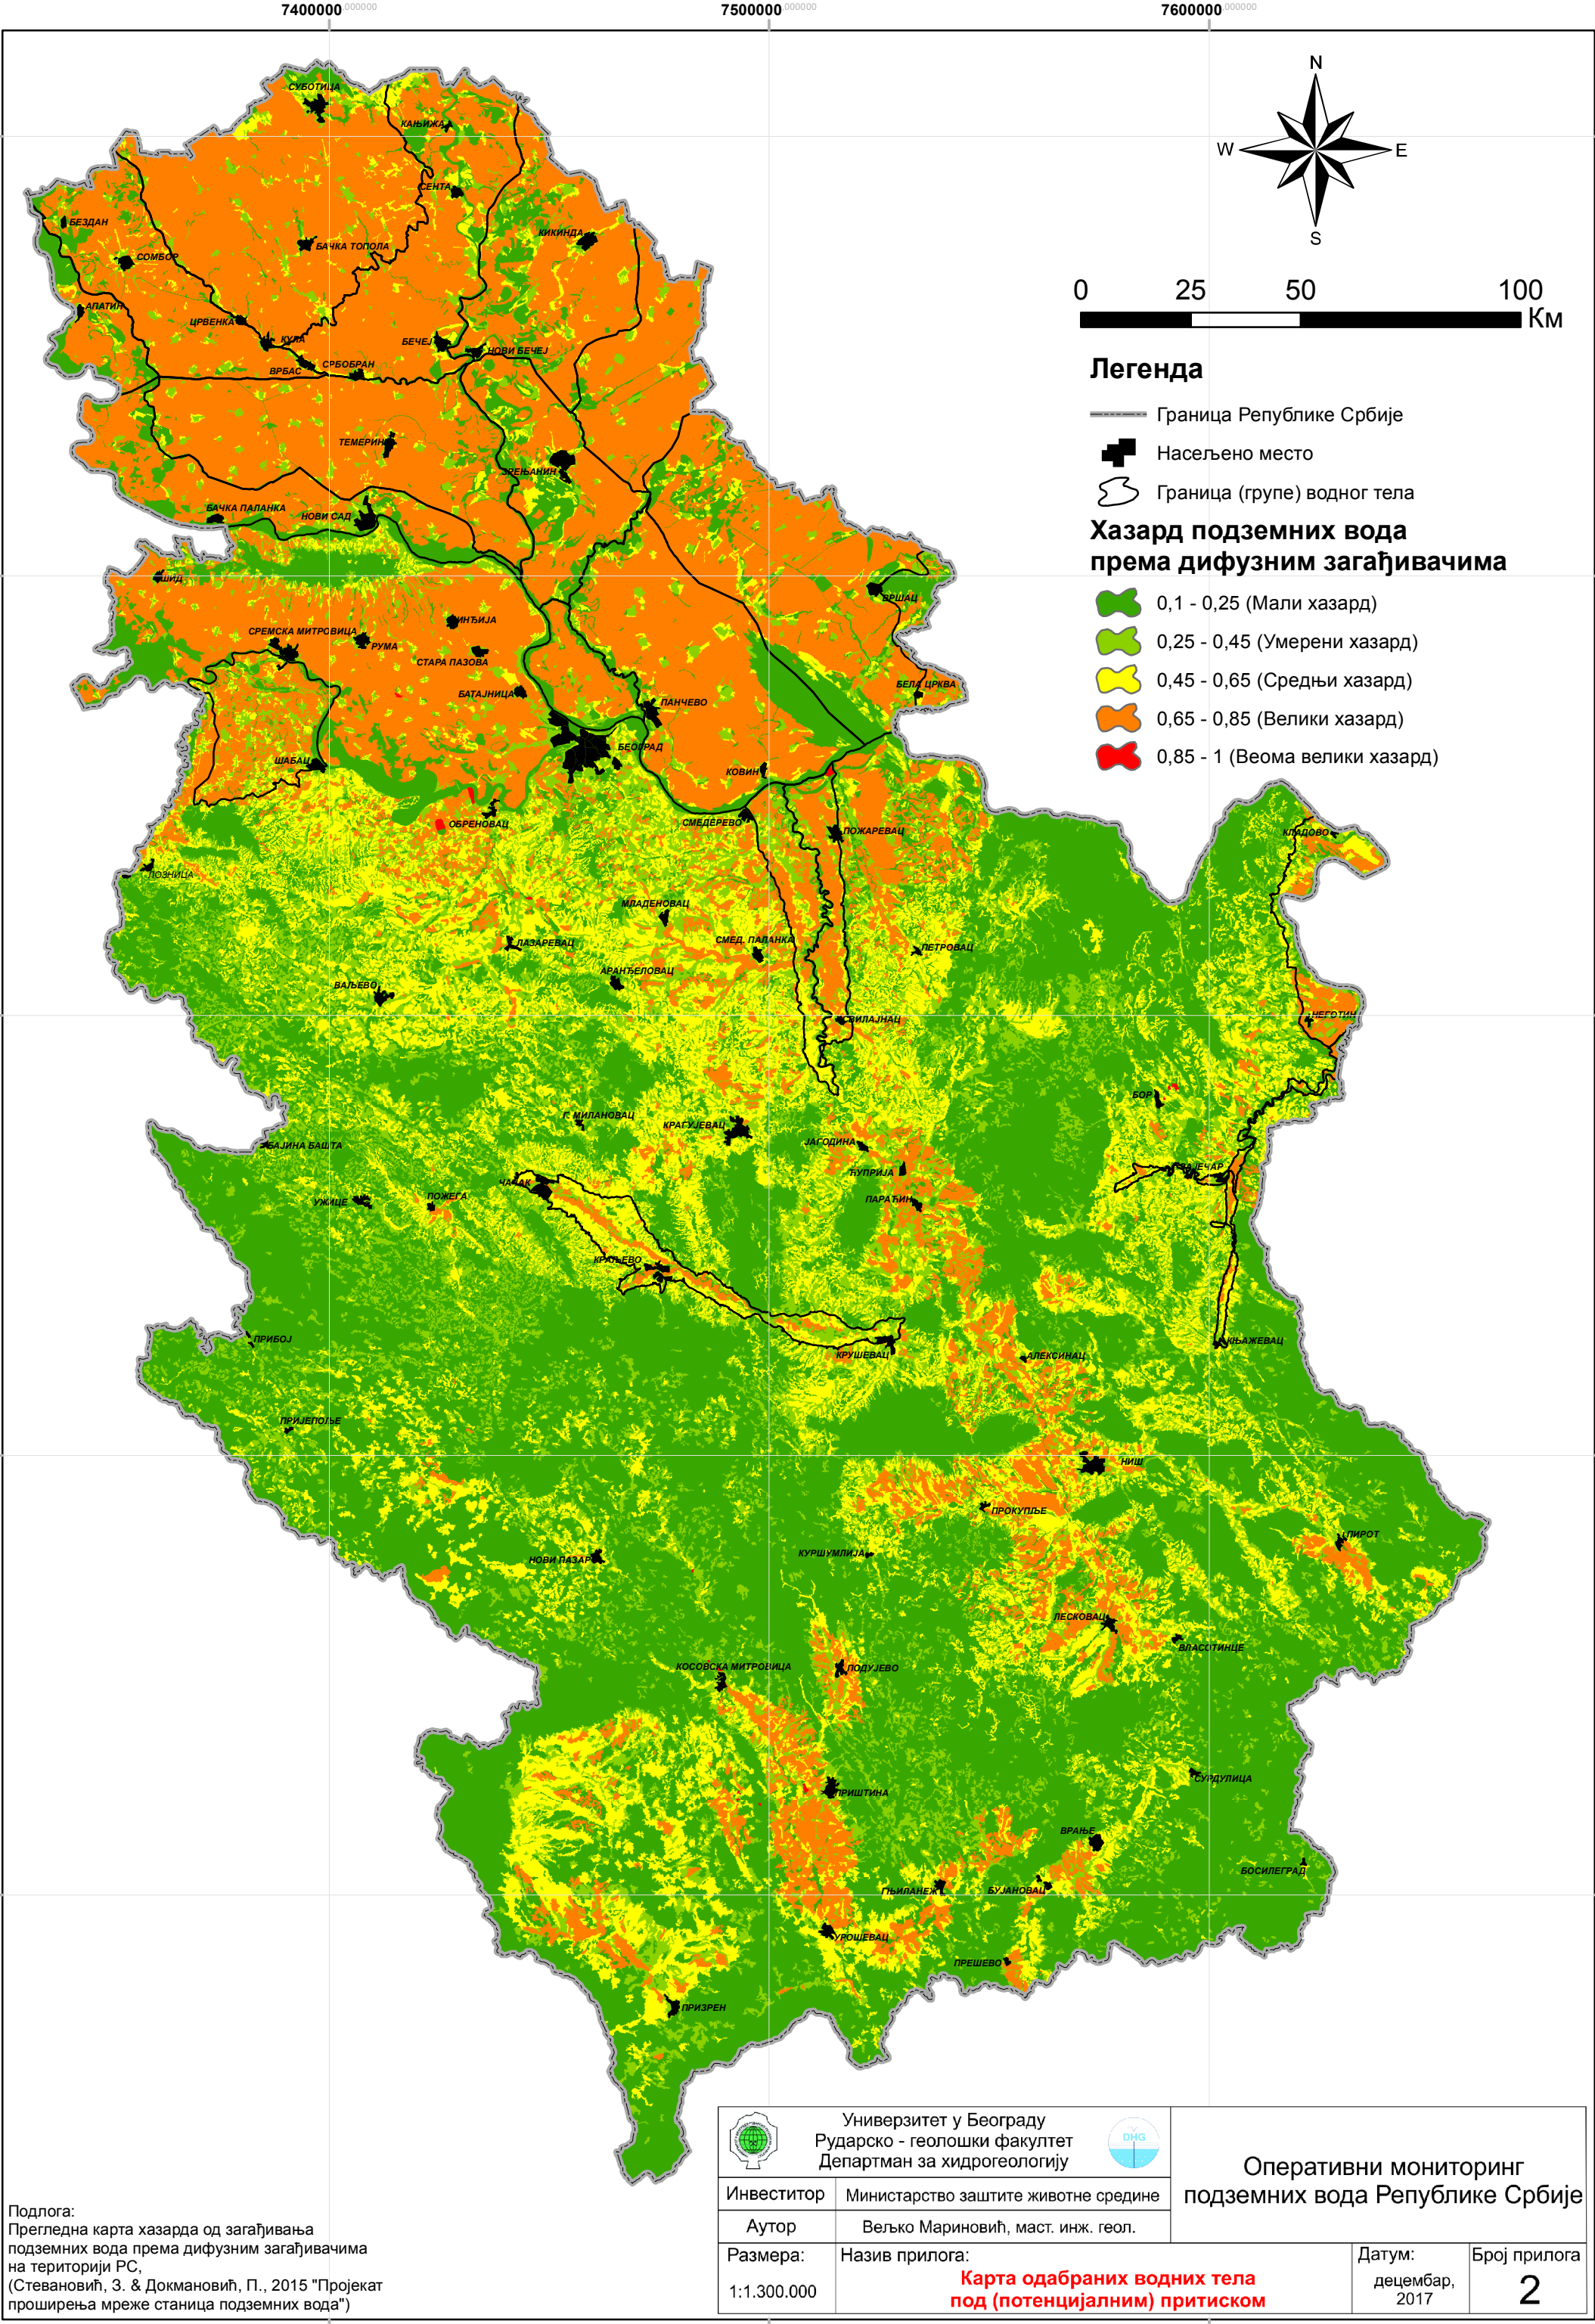 7400000,000000
7500000,000000
7600000,000000
N
W
E
S
0 25 50 100
Км
Легенда
Граница Републике Србије
Насељено место
Граница (групе) водног тела
Хазард подземних вода
према дифузним загађивачима
0,1 - 0,25 (Мали хазард)
0,25 - 0,45 (Умерени хазард)
0,45 - 0,65 (Средњи хазард)
0,65 - 0,85 (Велики хазард)
0,85 - 1 (Веома велики хазард)
СУБОТИЦА
КАЊИЖА
СЕНТА
БЕЗДАН
КИКИНДА
БАЧКА ТОПОЛА
СОМБОР
АПАТИН
ЦРВЕНКА
КУЛА
БЕЧЕЈ
НОВИ БЕЧЕЈ
ВРБАС
СРБОБРАН
ТЕМЕРИН
ЗРЕЊАНИН
БАЧКА ПАЛАНКА
НОВИ САД
ШИД
ВРШАЦ
ИНЂИЈА
СРЕМСКА МИТРОВИЦА
РУМА
СТАРА ПАЗОВА
БЕЛА ЦРКВА
БАТАЈНИЦА
ПАНЧЕВО
БЕОГРАД
ШАБАЦ
КОВИН
ОБРЕНОВАЦ
СМЕДЕРЕВО
ПОЖАРЕВАЦ
КЛАДОВО
ЛОЗНИЦА
МЛАДЕНОВАЦ
ЛАЗАРЕВАЦ
СМЕД. ПАЛАНКА
ПЕТРОВАЦ
АРАНЂЕЛОВАЦ
ВАЉЕВО
СВИЛАЈНАЦ
НЕГОТИН
БОР
Г. МИЛАНОВАЦ
КРАГУЈЕВАЦ
ЈАГОДИНА
БАЈИНА БАШТА
ЋУПРИЈА
ЗАЈЕЧАР
ЧАЧАК
УЖИЦЕ
ПОЖЕГА
ПАРАЋИН
КРАЉЕВО
ПРИБОЈ
КЊАЖЕВАЦ
КРУШЕВАЦ
АЛЕКСИНАЦ
ПРИЈЕПОЉЕ
НИШ
ПРОКУПЉЕ
ПИРОТ
НОВИ ПАЗАР
КУРШУМЛИЈА
ЛЕСКОВАЦ
ВЛАСОТИНЦЕ
КОСОВСКА МИТРОВИЦА
ПОДУЈЕВО
СУРДУЛИЦА
ПРИШТИНА
ВРАЊЕ
БОСИЛЕГРАД
ГЊИЛАНЕЖ
БУЈАНОВАЦ
УРОШЕВАЦ
ПРЕШЕВО
ПРИЗРЕН
Подлога:
Прегледна карта хазарда од загађивања
подземних вода према дифузним загађивачима
на територији РС,
(Стевановић, З. & Докмановић, П., 2015 "Пројекат
проширења мреже станица подземних вода")
Универзитет у Београду
Рударско - геолошки факултет
Департман за хидрогеологију
DHG
Инвеститор
Министарство заштите животне средине
Аутор
Вељко Мариновић, маст. инж. геол.
Оперативни мониторинг
подземних вода Републике Србије
Размера:
1:1.300.000
Назив прилога:
Карта одабраних водних тела
под (потенцијалним) притиском
Датум:
децембар,
2017
Број прилога
2